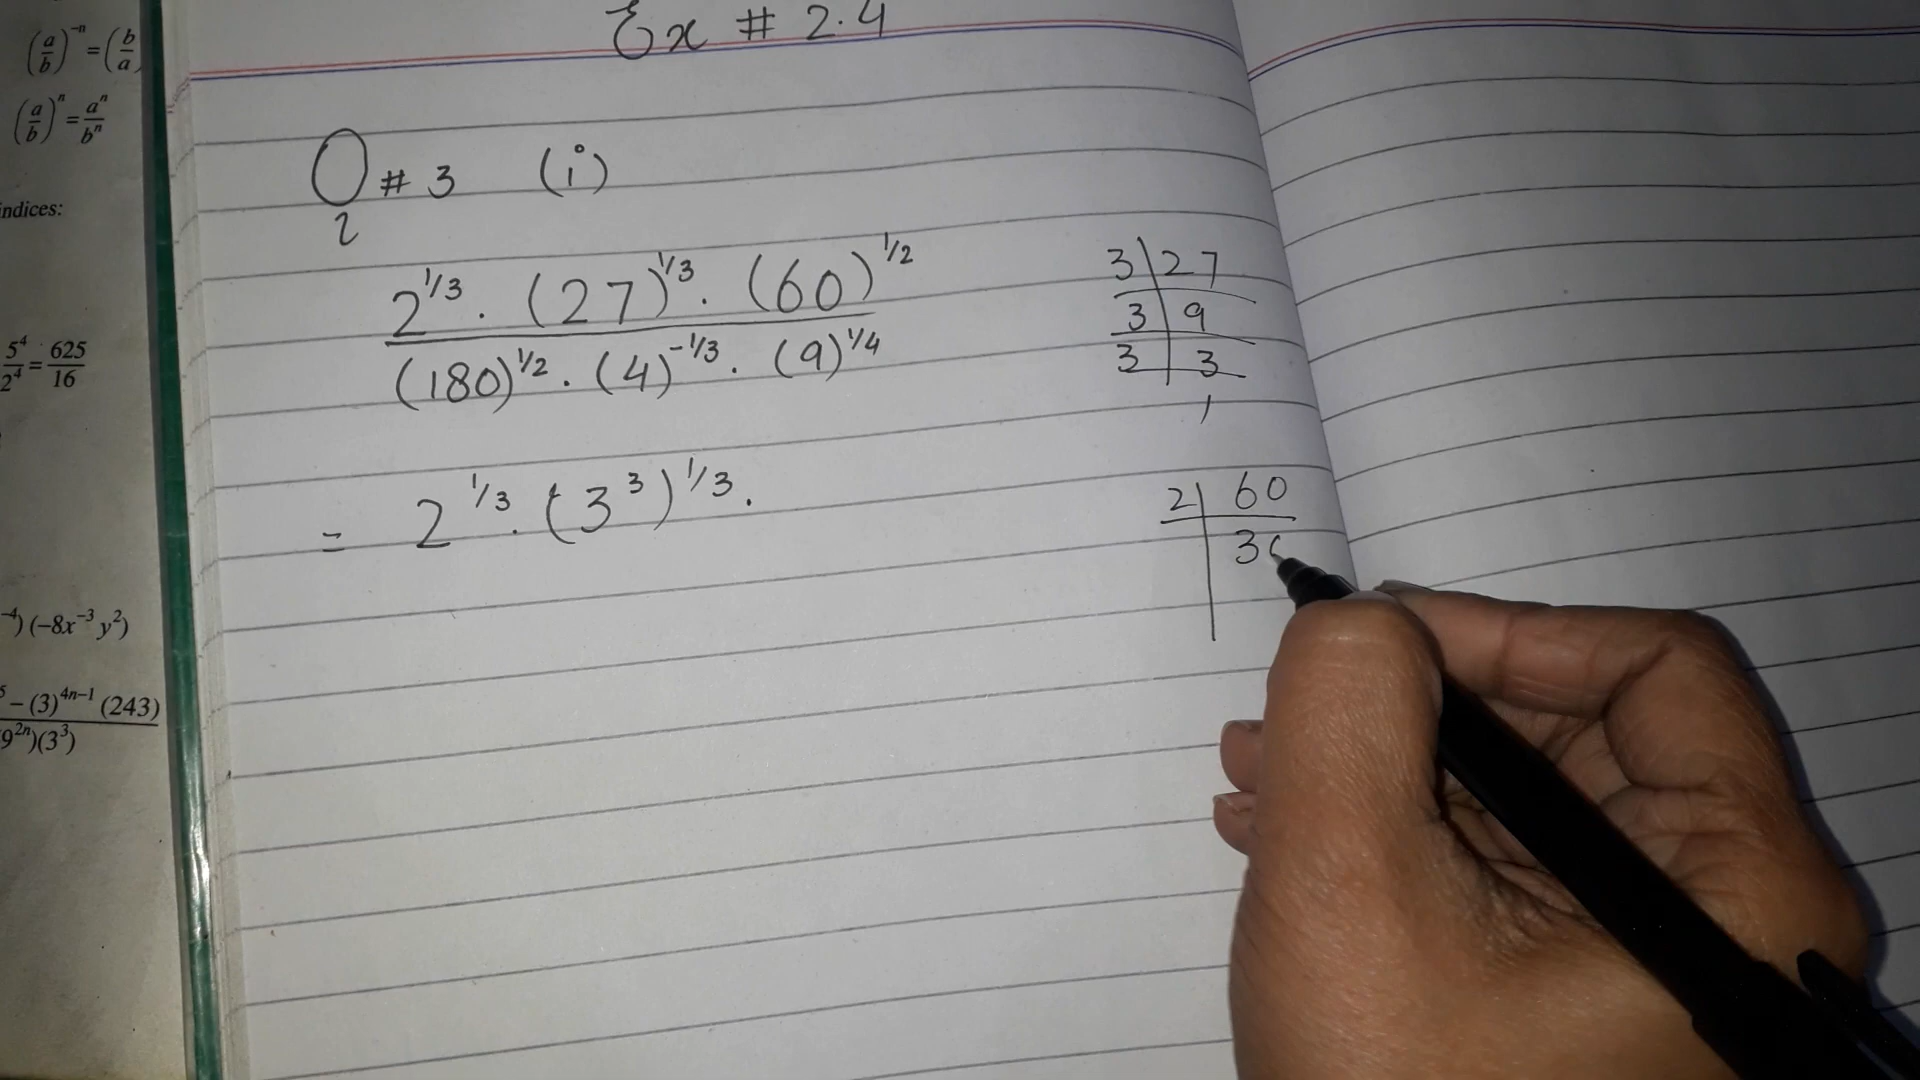 (a/b)^-n = (b/a
(a/b)^n = a^n/b^n
indices:
5^4/2^4 = 625/16
-4) (-8x^-3 y^2)
5 - (3)^4n-1 (243)
9^2n)(3^3)
Ex # 2.4
Q # 3 (i)
2^1/3 . (27)^1/3 . (60)^1/2
(180)^1/2 . (4)^-1/3 . (9)^1/4
= 2^1/3 . (3^3)^1/3 .
3 | 27
3 | 9
3 | 3
1
2 | 60
30